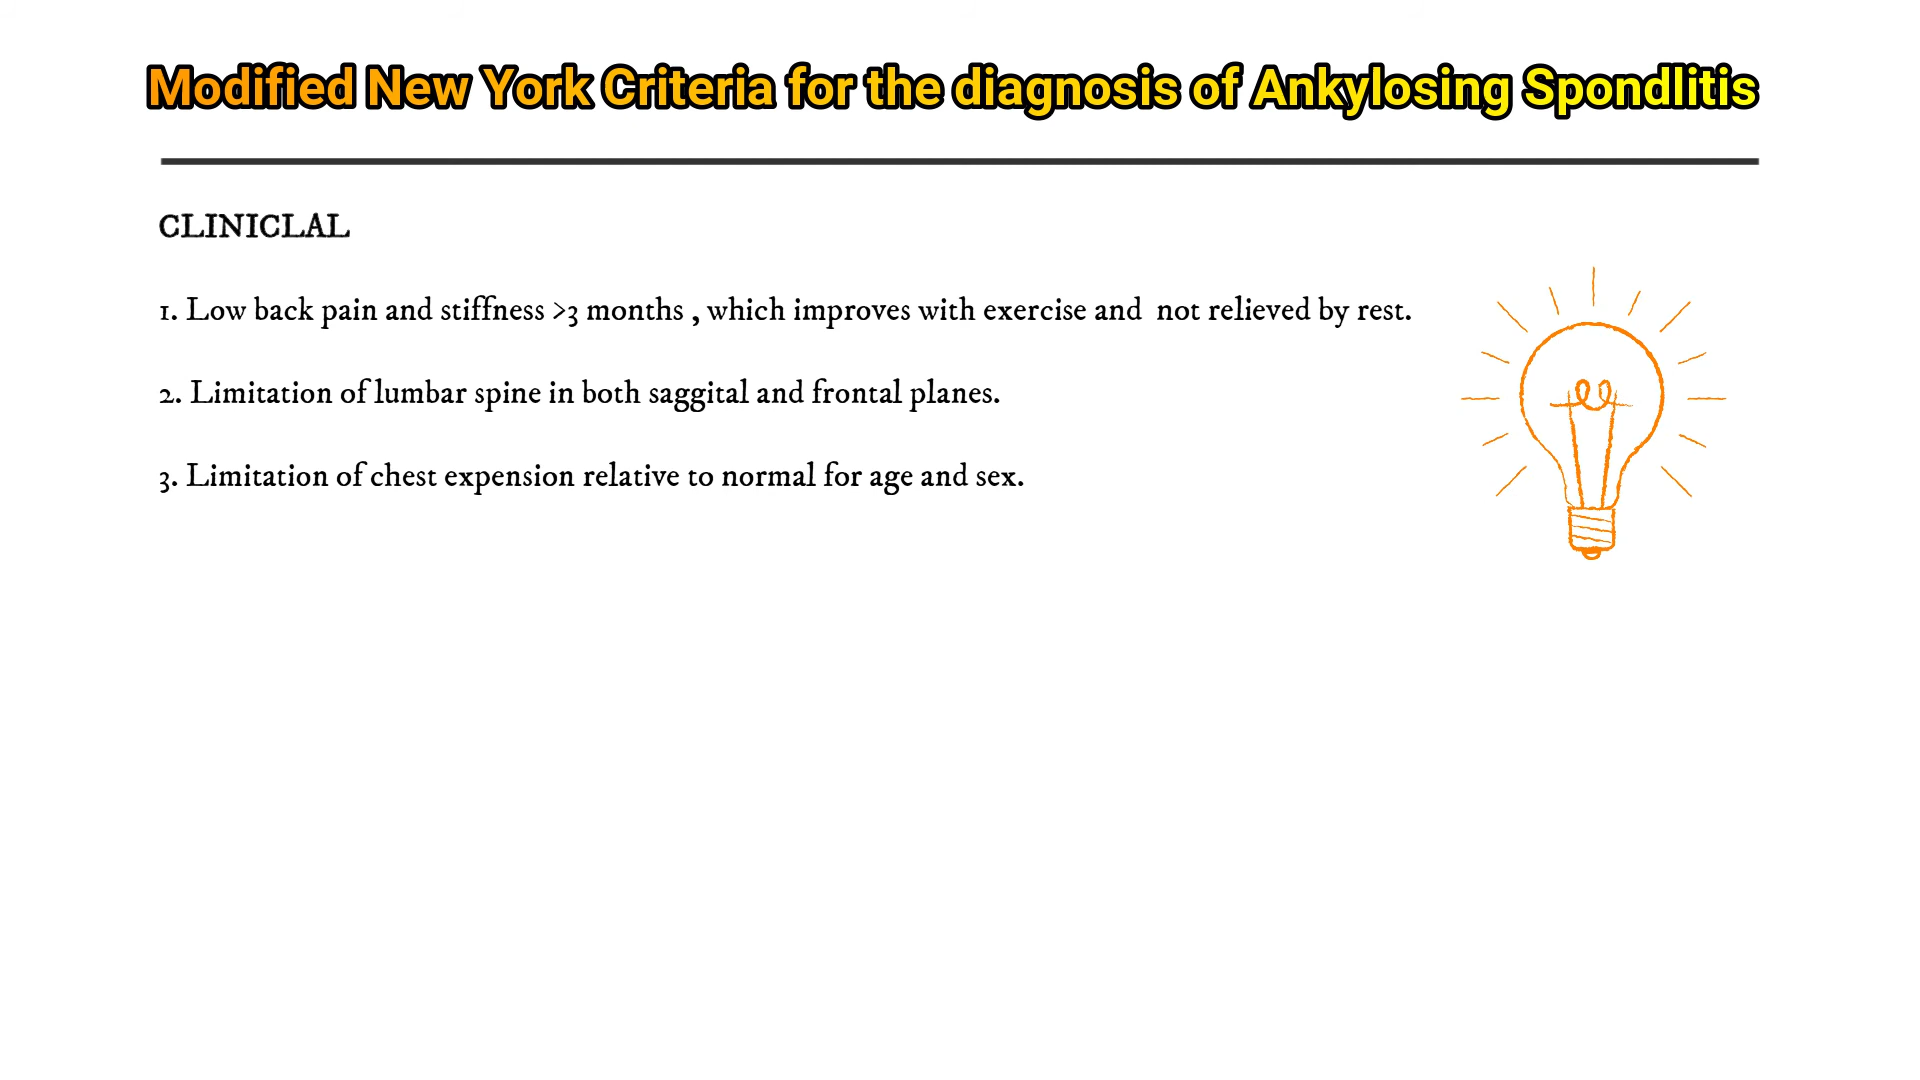 Modified New York Criteria for the diagnosis of Ankylosing Spondlitis
CLINICLAL
1. Low back pain and stiffness >3 months , which improves with exercise and  not relieved by rest.
2. Limitation of lumbar spine in both saggital and frontal planes.
3. Limitation of chest expension relative to normal for age and sex.